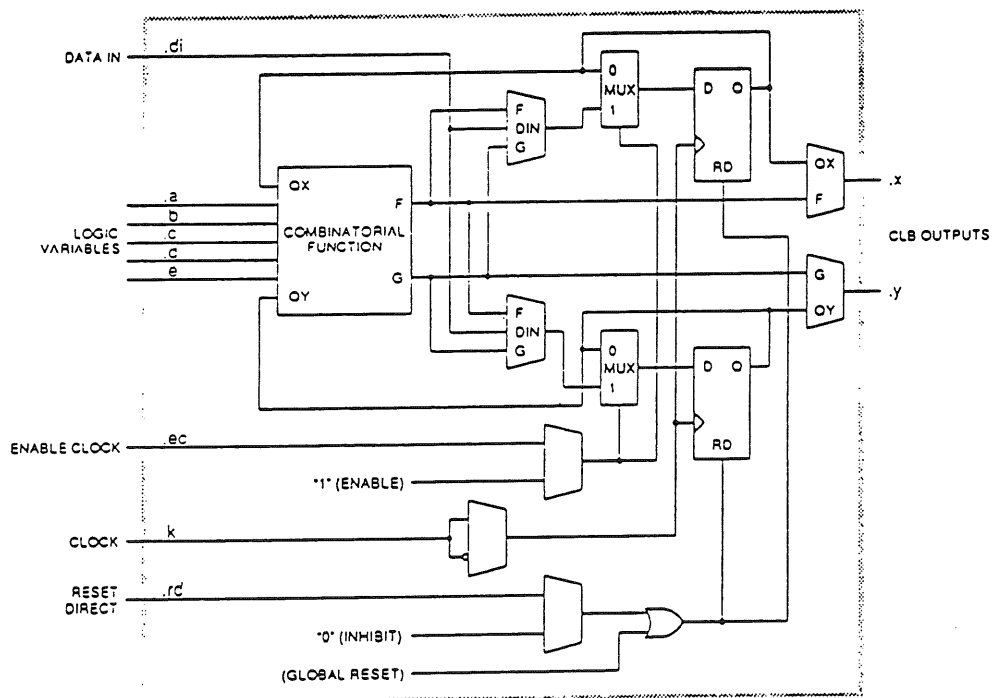 DATA IN
.di
0
MUX
1
D Q
RD
F
DIN
G
QX
F
.x
QX
F
COMBINATORIAL
FUNCTION
G
QY
LOGIC
VARIABLES
.a
b
.c
.d
e
CLB OUTPUTS
G
QY
.y
F
DIN
G
0
MUX
1
D Q
RD
ENABLE CLOCK
.ec
"1" (ENABLE)
CLOCK
k
RESET
DIRECT
.rd
"0" (INHIBIT)
(GLOBAL RESET)